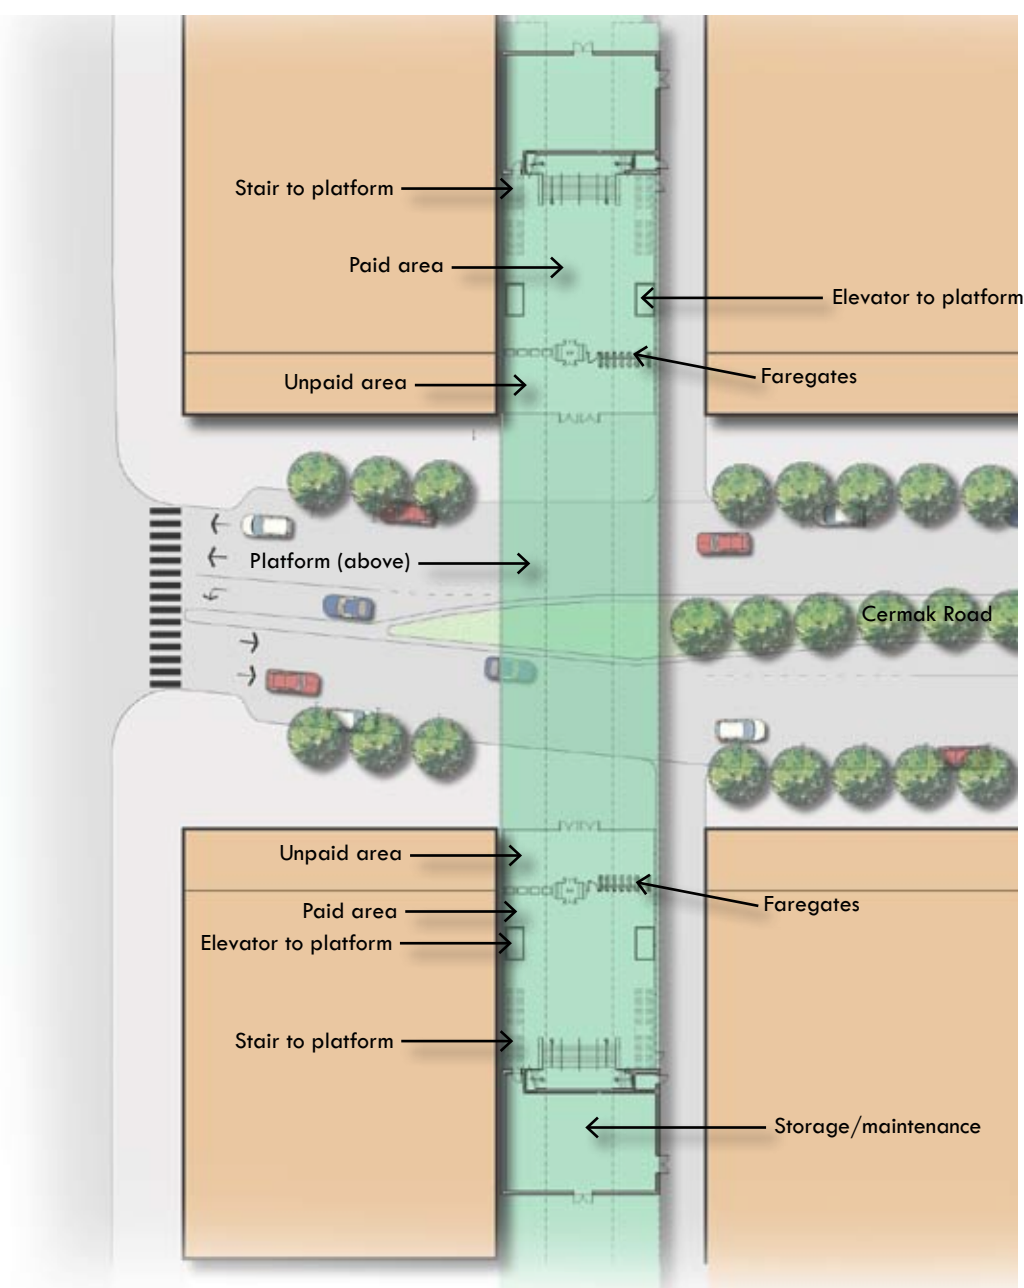 Stair to platform
Paid area
Elevator to platform
Faregates
Unpaid area
Platform (above)
Cermak Road
Unpaid area
Faregates
Paid area
Elevator to platform
Stair to platform
Storage/maintenance